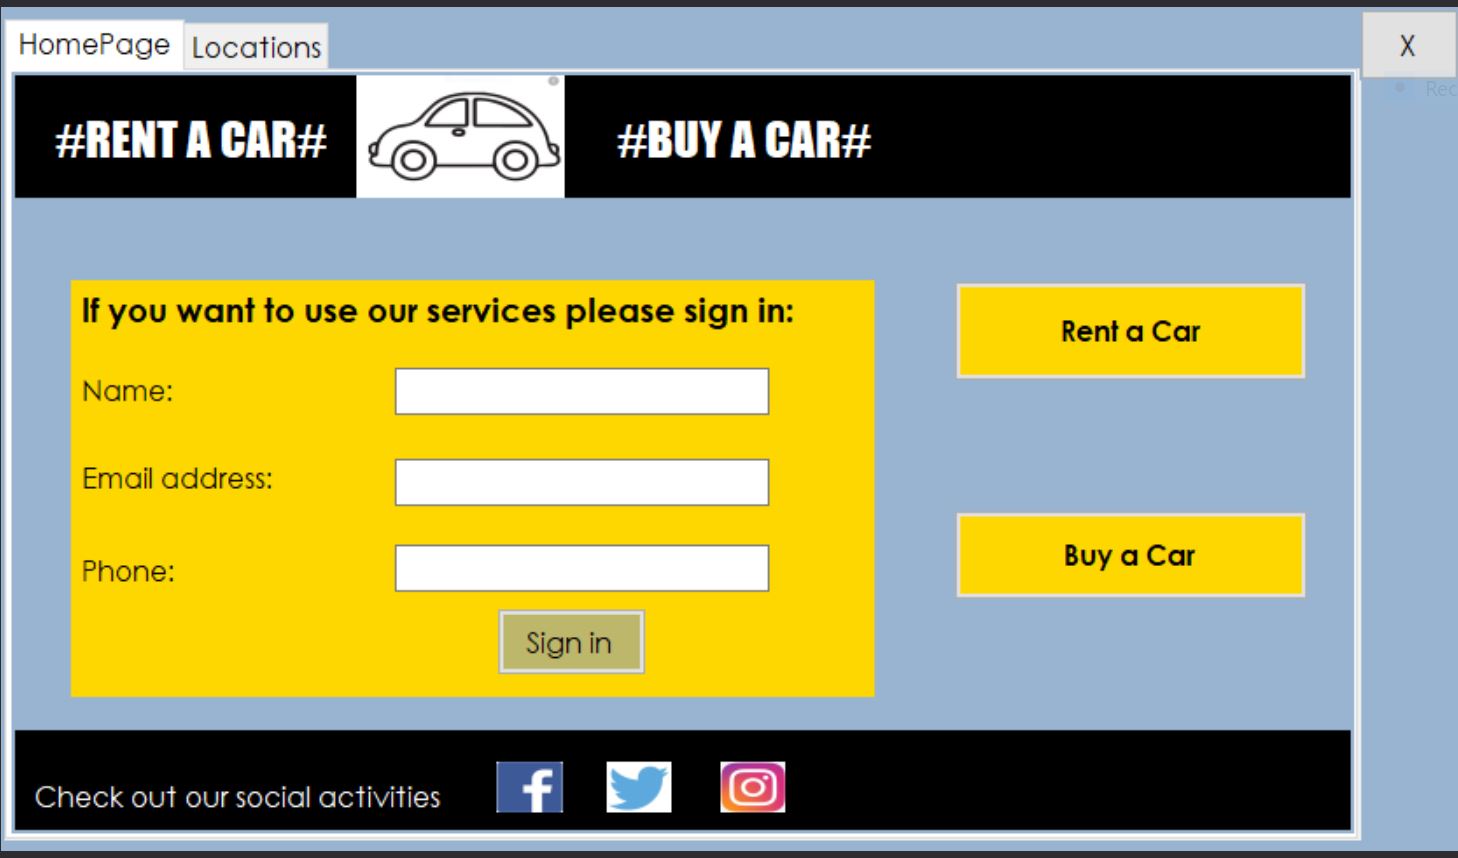 HomePage
Locations
X
Rec
#RENT A CAR#
#BUY A CAR#
If you want to use our services please sign in:
Name:
Email address:
Phone:
Sign in
Rent a Car
Buy a Car
Check out our social activities